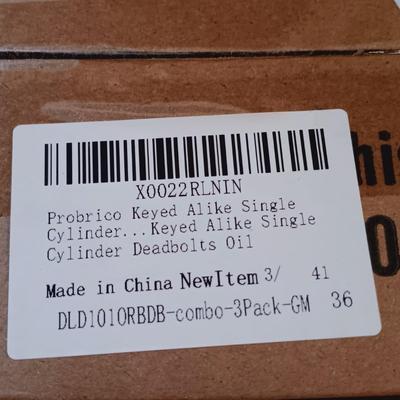 X0022RLNIN
Probrico Keyed Alike Single
Cylinder...Keyed Alike Single
Cylinder Deadbolts Oil
Made in China NewItem 3/ 41
DLD1010RBDB-combo-3Pack-GM 36